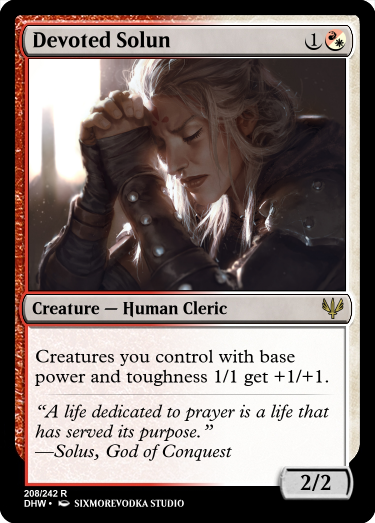 Devoted Solun 1
Creature — Human Cleric
Creatures you control with base
power and toughness 1/1 get +1/+1.
“A life dedicated to prayer is a life that
has served its purpose.”
—Solus, God of Conquest
2/2
208/242 R
DHW • SIXMOREVODKA STUDIO